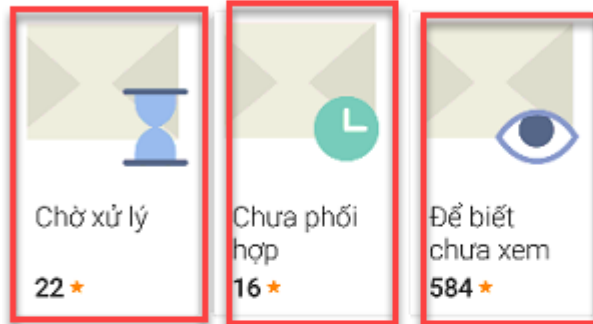 Chờ xử lý
22
Chưa phối
hợp
16
Để biết
chưa xem
584